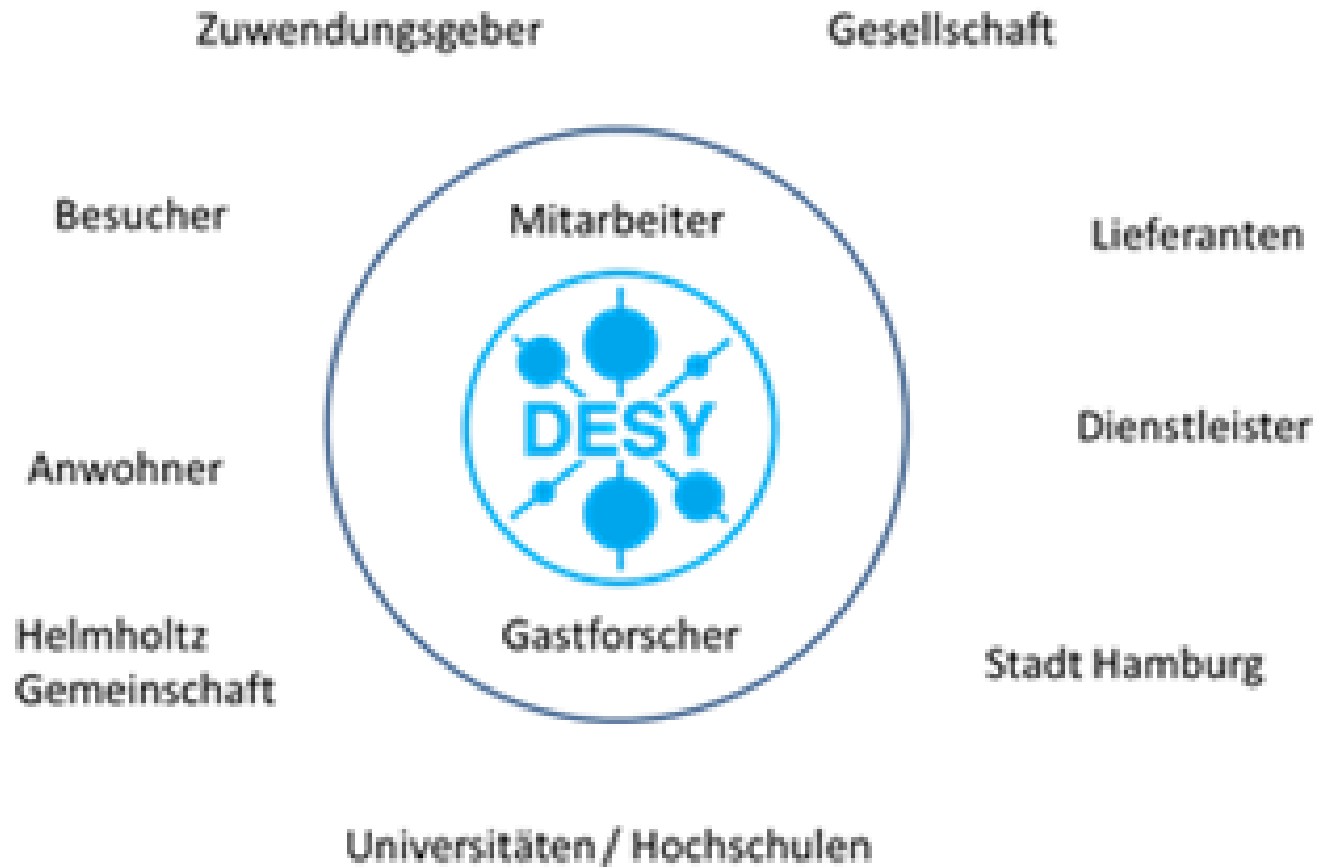 Zuwendungsgeber
Gesellschaft
Besucher
Mitarbeiter
Lieferanten
DESY
Dienstleister
Anwohner
Helmholtz
Gemeinschaft
Gastforscher
Stadt Hamburg
Universitäten / Hochschulen